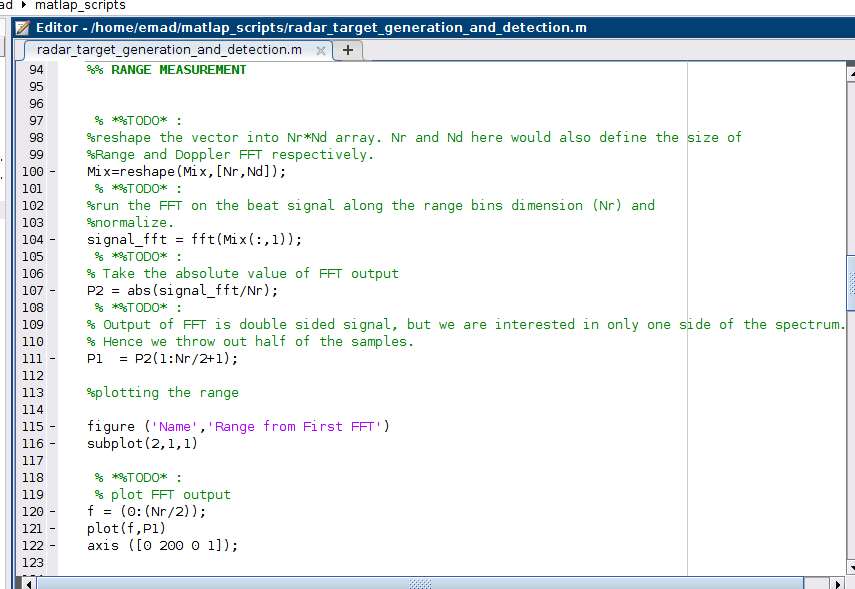 ad ▸ matlap_scripts
Editor - /home/emad/matlap_scripts/radar_target_generation_and_detection.m
radar_target_generation_and_detection.m × +
94 %% RANGE MEASUREMENT
95
96
97 % *%TODO* :
98 %reshape the vector into Nr*Nd array. Nr and Nd here would also define the size of
99 %Range and Doppler FFT respectively.
100 - Mix=reshape(Mix,[Nr,Nd]);
101 % *%TODO* :
102 %run the FFT on the beat signal along the range bins dimension (Nr) and
103 %normalize.
104 - signal_fft = fft(Mix(:,1));
105 % *%TODO* :
106 % Take the absolute value of FFT output
107 - P2 = abs(signal_fft/Nr);
108 % *%TODO* :
109 % Output of FFT is double sided signal, but we are interested in only one side of the spectrum.
110 % Hence we throw out half of the samples.
111 - P1  = P2(1:Nr/2+1);
112
113 %plotting the range
114
115 - figure ('Name','Range from First FFT')
116 - subplot(2,1,1)
117
118 % *%TODO* :
119 % plot FFT output
120 - f = (0:(Nr/2));
121 - plot(f,P1)
122 - axis ([0 200 0 1]);
123